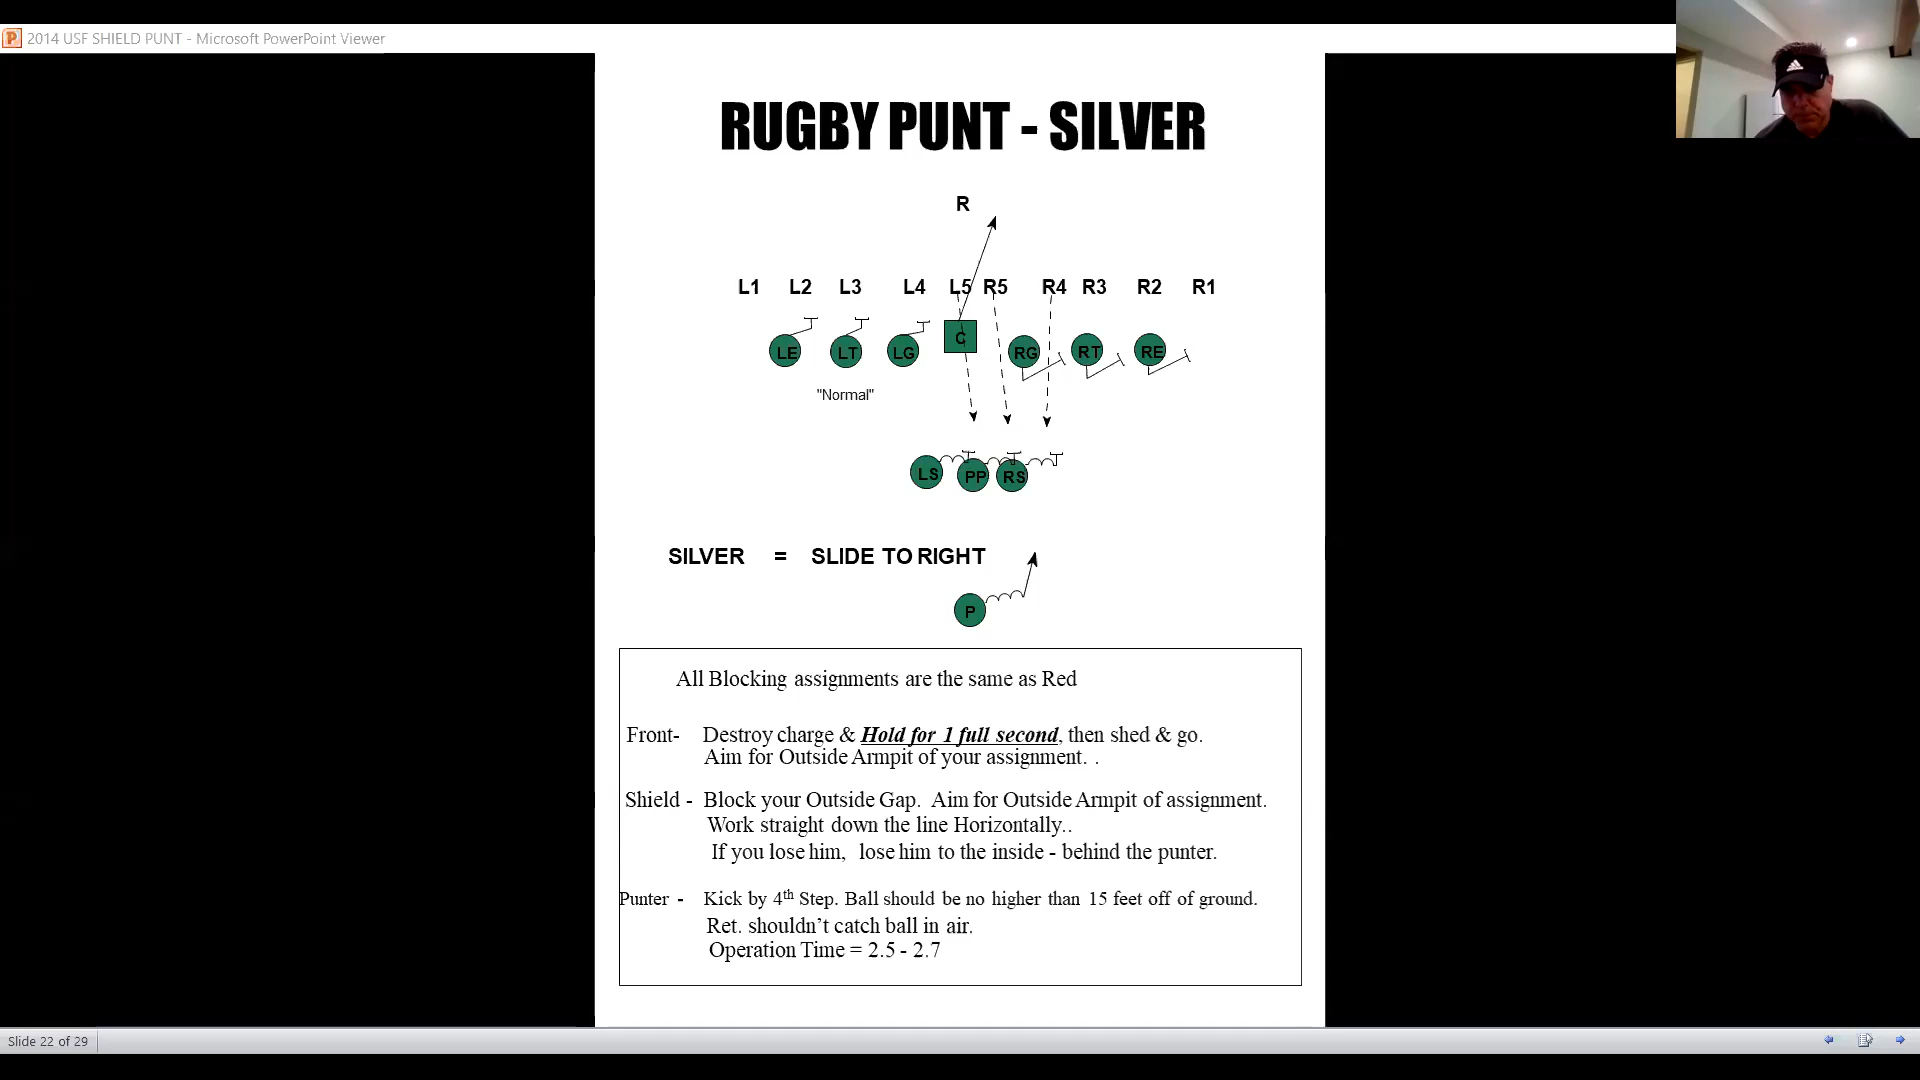 2014 USF SHIELD PUNT - Microsoft PowerPoint Viewer
RUGBY PUNT - SILVER
R
L1 L2 L3 L4 L5 R5 R4 R3 R2 R1
LE LT LG C RG RT RE
"Normal"
LS PP RS
SILVER = SLIDE TO RIGHT
P
All Blocking assignments are the same as Red
Front- Destroy charge & Hold for 1 full second, then shed & go.
Aim for Outside Armpit of your assignment. .
Shield - Block your Outside Gap. Aim for Outside Armpit of assignment.
Work straight down the line Horizontally..
If you lose him, lose him to the inside - behind the punter.
Punter - Kick by 4th Step. Ball should be no higher than 15 feet off of ground.
Ret. shouldn't catch ball in air.
Operation Time = 2.5 - 2.7
Slide 22 of 29